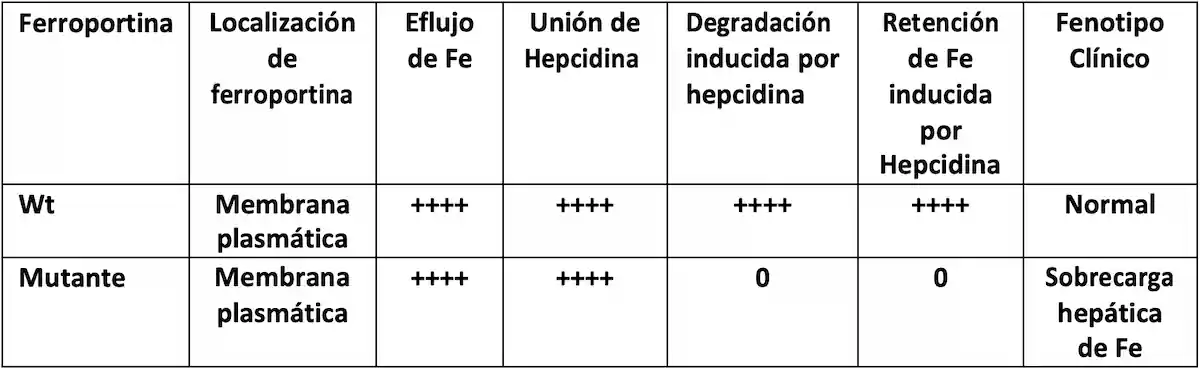 Ferroportina
Localización
de
ferroportina
Eflujo
de Fe
Unión de
Hepcidina
Degradación
inducida por
hepcidina
Retención
de Fe
inducida
por
Hepcidina
Fenotipo
Clínico
Wt
Membrana
plasmática
++++
++++
++++
++++
Normal
Mutante
Membrana
plasmática
++++
++++
0
0
Sobrecarga
hepática
de Fe